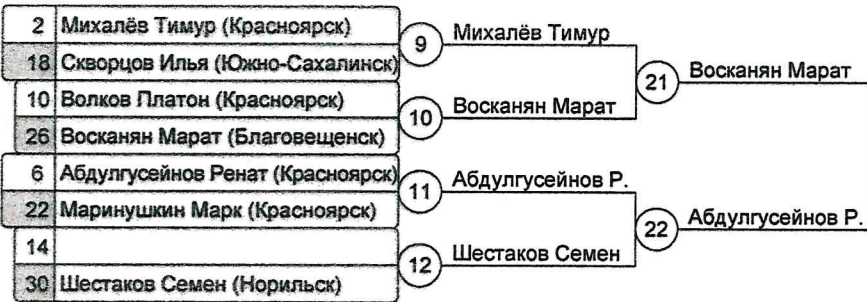 2 Михалёв Тимур (Красноярск)
18 Скворцов Илья (Южно-Сахалинск)
9 Михалёв Тимур
10 Волков Платон (Красноярск)
26 Восканян Марат (Благовещенск)
10 Восканян Марат
21 Восканян Марат
6 Абдулгусейнов Ренат (Красноярск)
22 Маринушкин Марк (Красноярск)
11 Абдулгусейнов Р.
14
30 Шестаков Семен (Норильск)
12 Шестаков Семен
22 Абдулгусейнов Р.